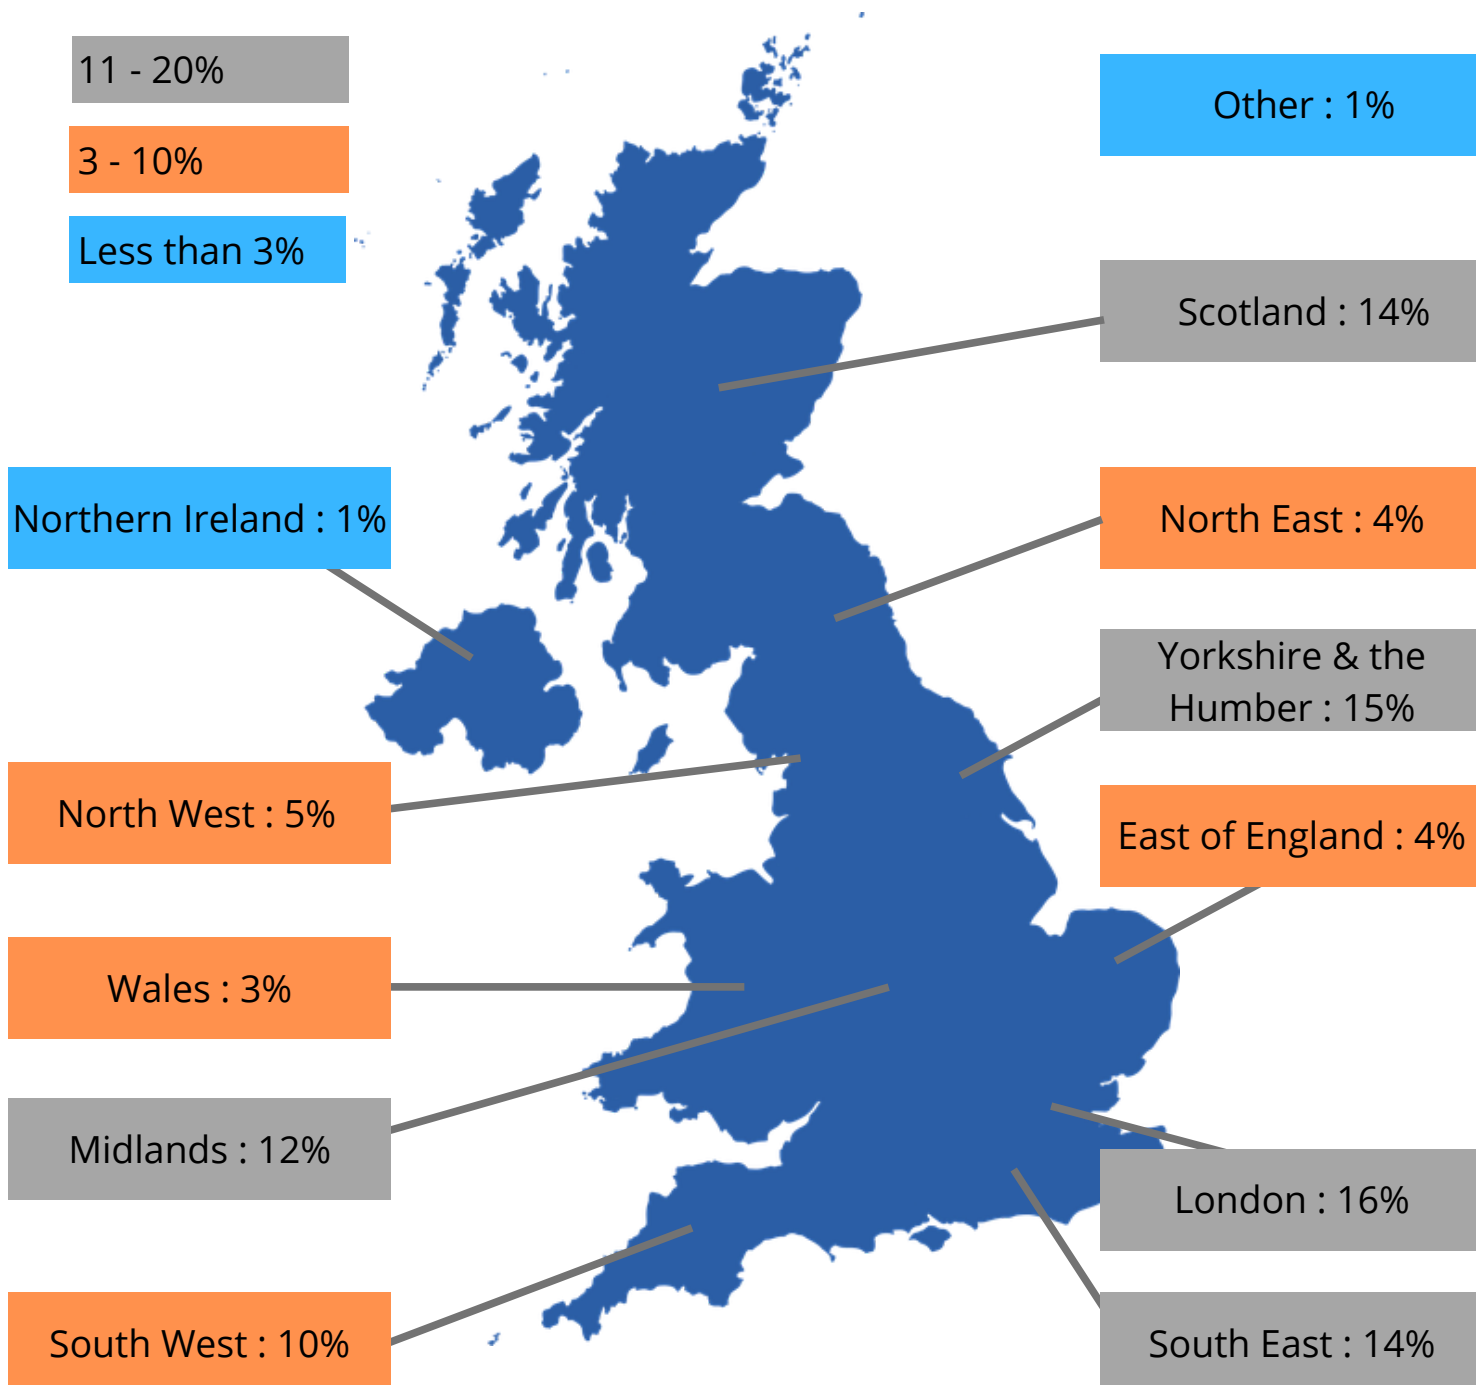 11 - 20%
3 - 10%
Less than 3%
Other : 1%
Scotland : 14%
Northern Ireland : 1%
North East : 4%
Yorkshire & the
Humber : 15%
North West : 5%
East of England : 4%
Wales : 3%
Midlands : 12%
London : 16%
South West : 10%
South East : 14%